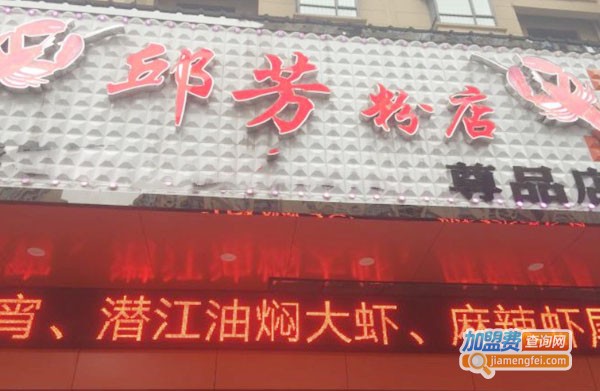 邱芳粉店
尊品店
宵、潜江油焖大虾、麻辣虾尾
加盟费查询网
jiamengfei.com